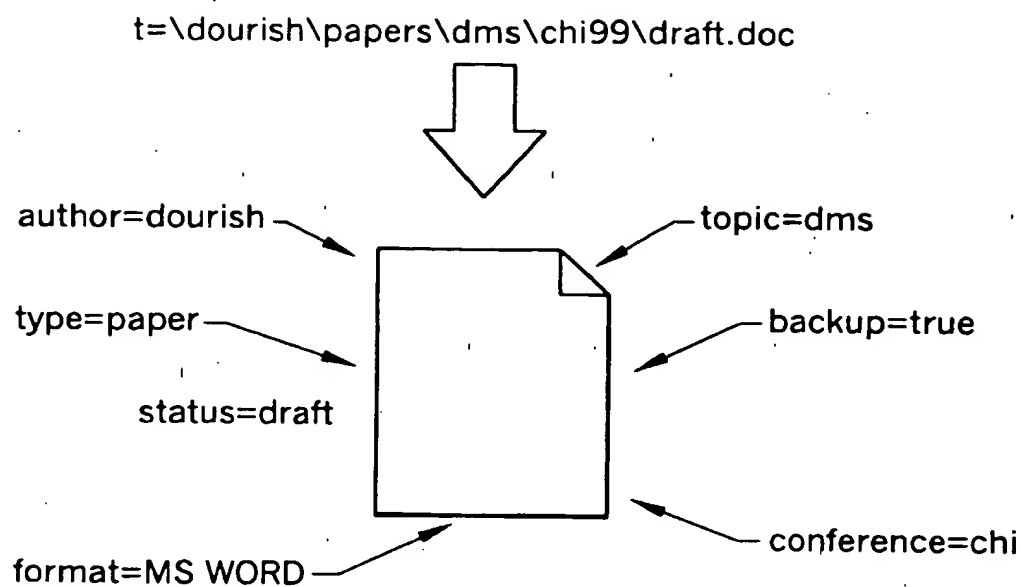 t=\dourish\papers\dms\chi99\draft.doc
author=dourish
topic=dms
type=paper
backup=true
status=draft
conference=chi
format=MS WORD